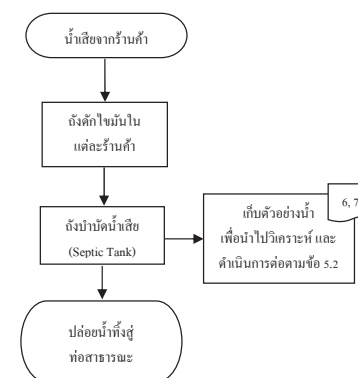 น้ำเสียจากร้านค้า
ถังดักไขมันใน
แต่ละร้านค้า
ถังบำบัดน้ำเสีย
(Septic Tank)
6, 7
เก็บตัวอย่างน้ำ
เพื่อนำไปวิเคราะห์ และ
ดำเนินการต่อตามข้อ 5.2
ปล่อยน้ำทิ้งสู่
ท่อสาธารณะ